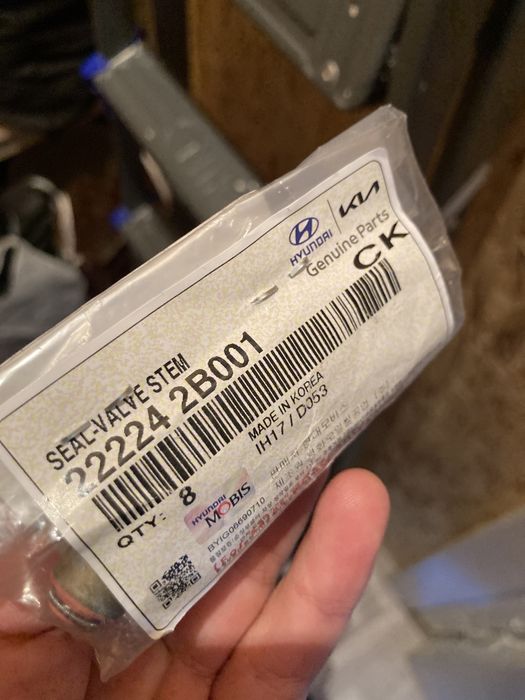 HYUNDAI
KIA
Genuine Parts
CK
SEAL-VALVE STEM
22224 2B001
MADE IN KOREA
IH17 / D053
QTY: 8
HYUNDAI
MOBIS
BYIG06690710